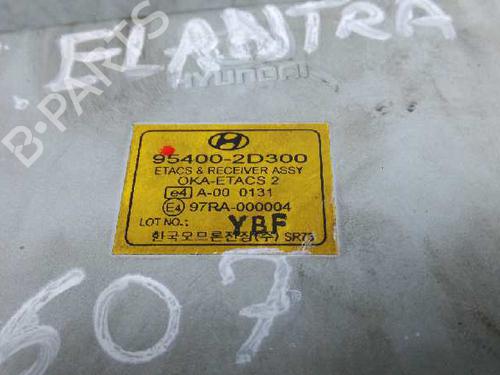 ELANTRA
HYUNDAI
95400-2D300
ETACS & RECEIVER ASSY
OKA-ETACS 2
e4 A-00 0131
E4 97RA-000004
LOT NO.: YBF
한국오므론전장(주) SR75
607
B-PARTS